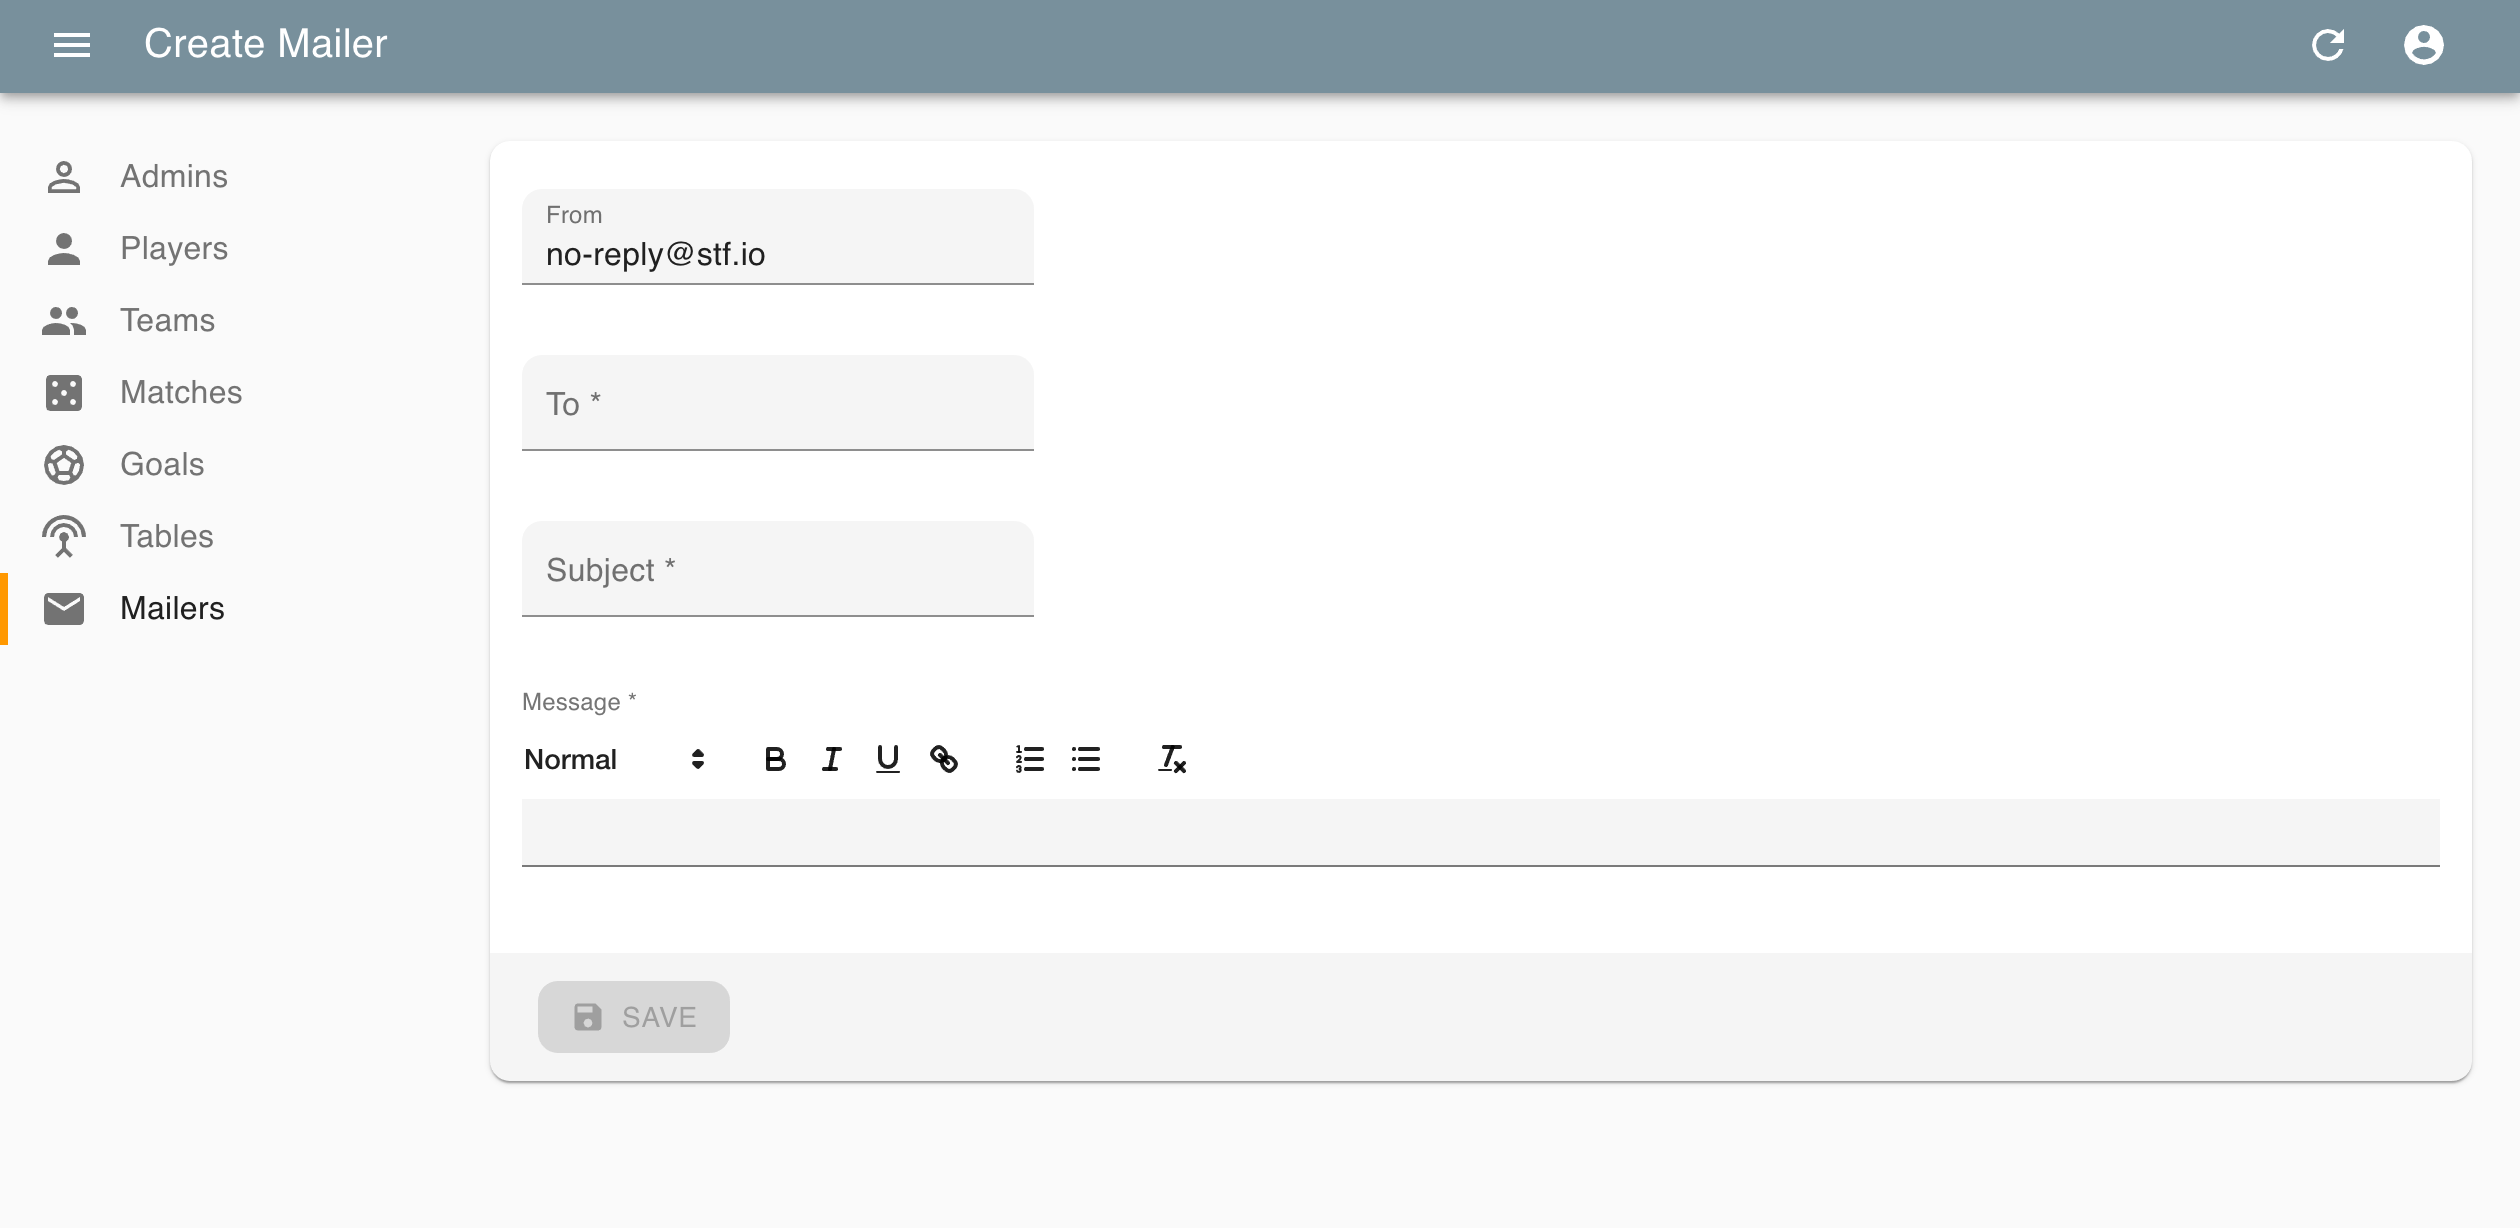 Create Mailer
Admins
Players
Teams
Matches
Goals
Tables
Mailers
From
no-reply@stf.io
To *
Subject *
Message *
Normal
SAVE